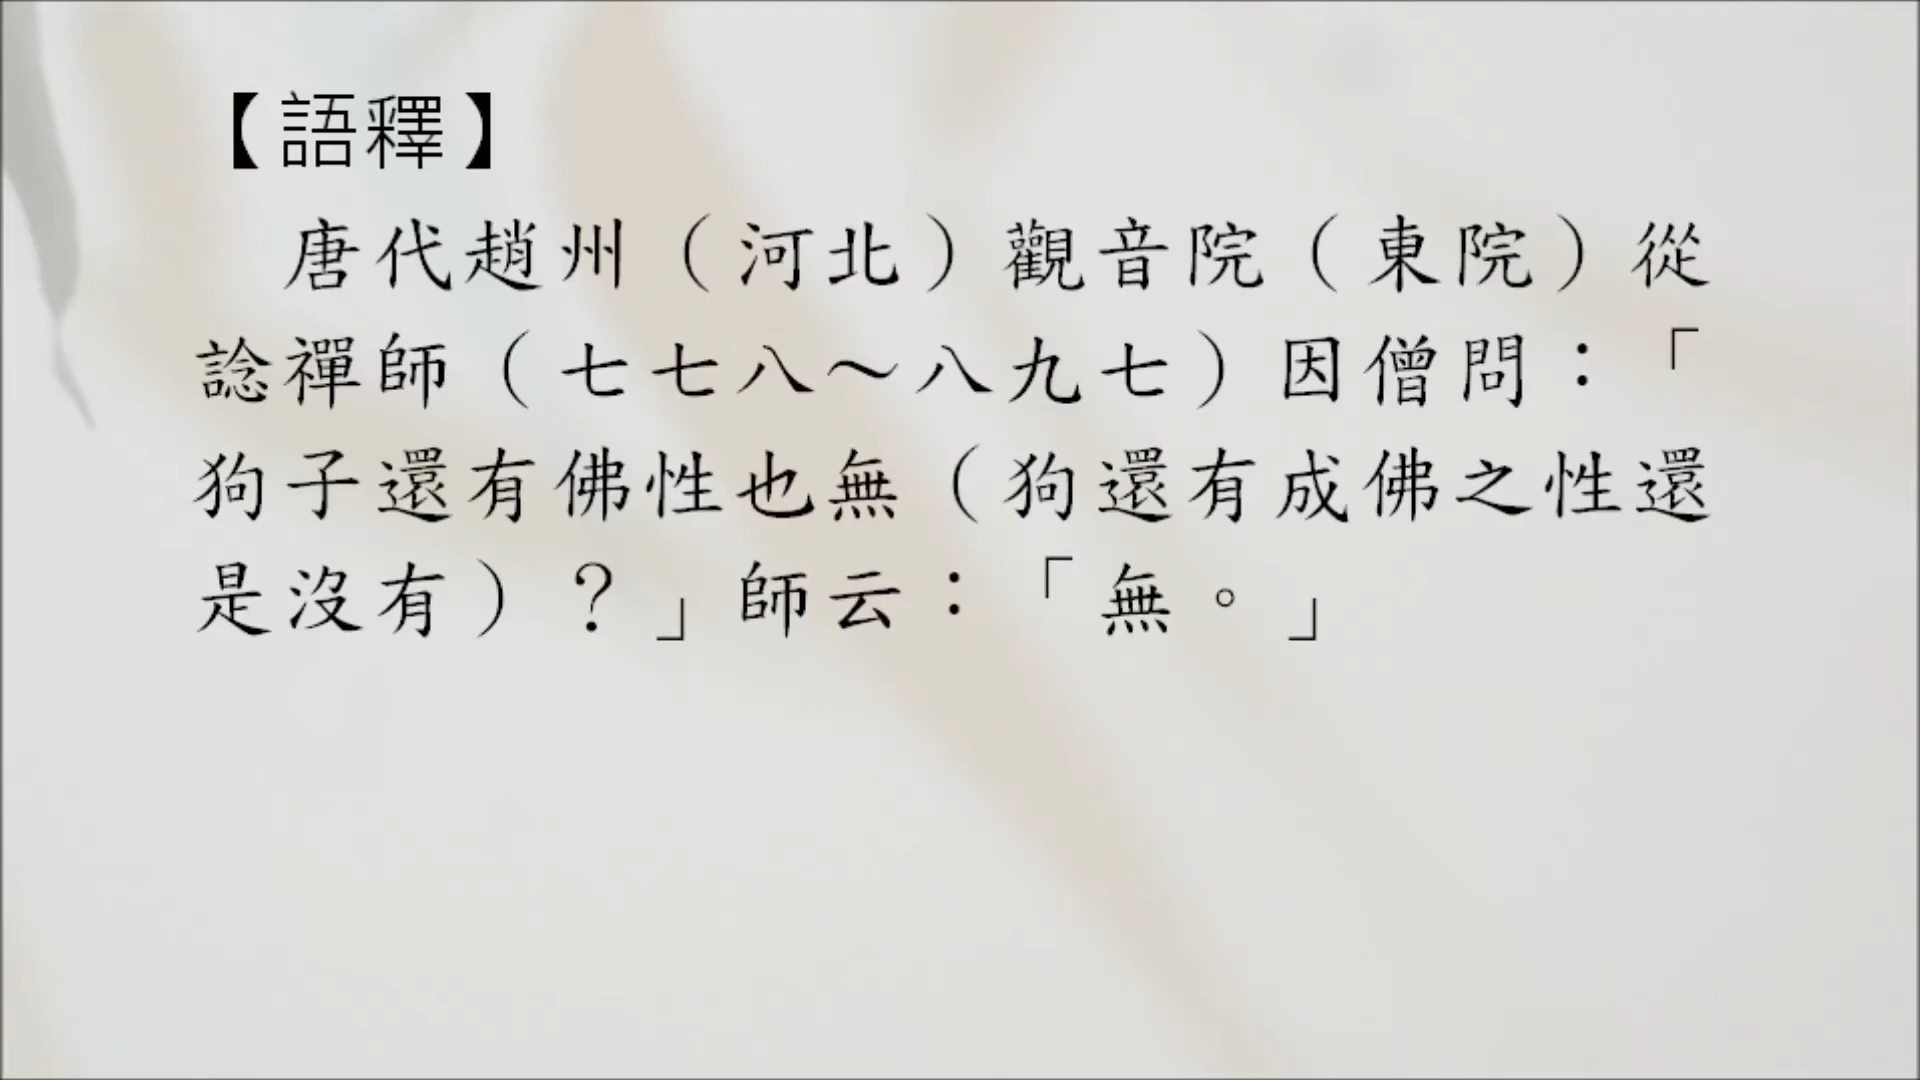 【語釋】
唐代趙州（河北）觀音院（東院）從
諗禪師（七七八～八九七）因僧問：「
狗子還有佛性也無（狗還有成佛之性還
是沒有）？」師云：「無。」